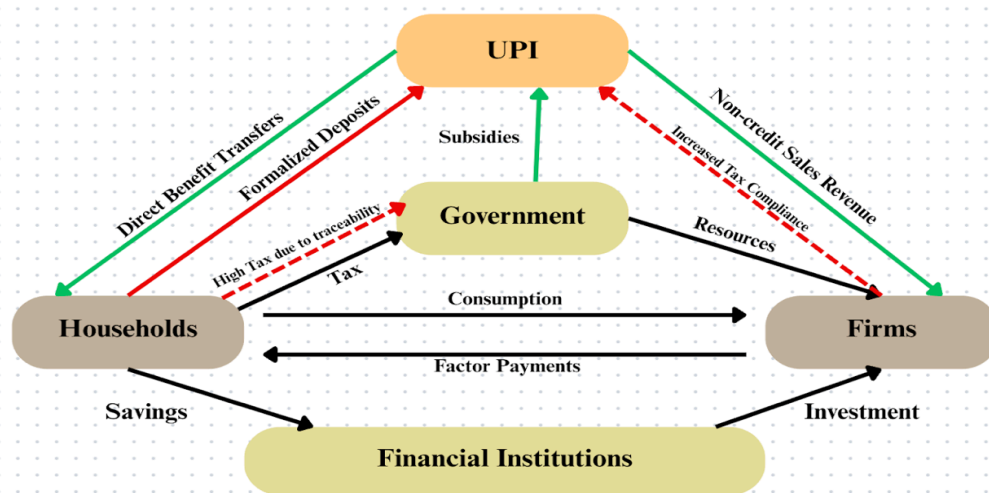 UPI
Direct Benefit Transfers
Formalized Deposits
Subsidies
Increased Tax Compliance
Non-credit Sales Revenue
Government
High Tax due to traceability
Tax
Resources
Households
Consumption
Firms
Factor Payments
Savings
Investment
Financial Institutions